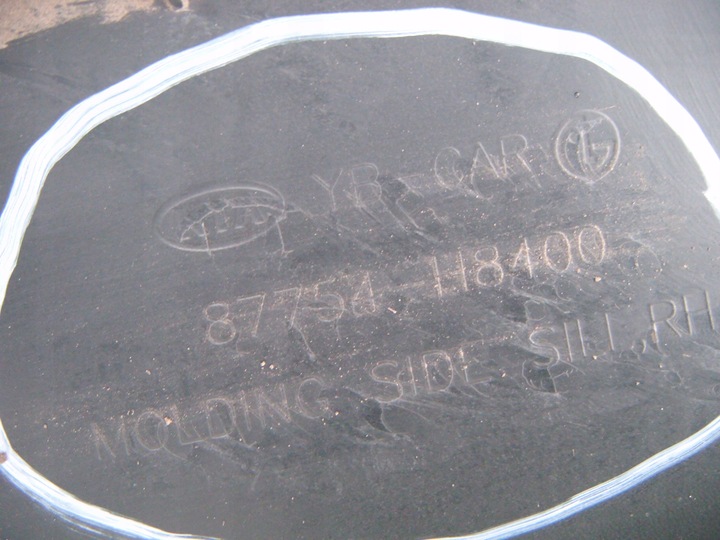 YB CAR
87754-H8400
MOLDING SIDE SILL, RH